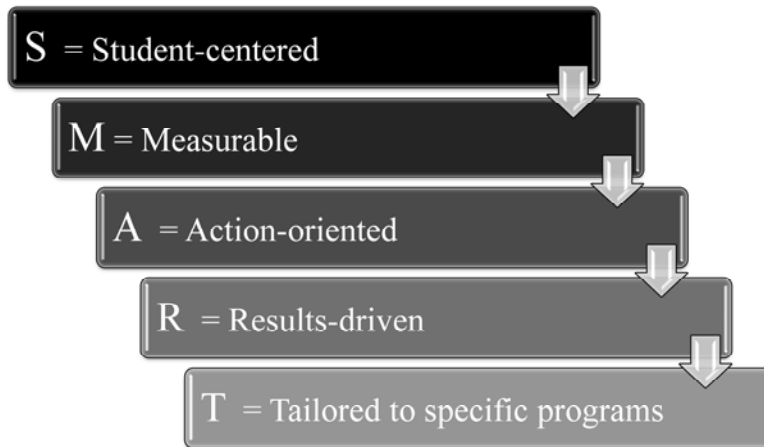 S = Student-centered
M = Measurable
A = Action-oriented
R = Results-driven
T = Tailored to specific programs